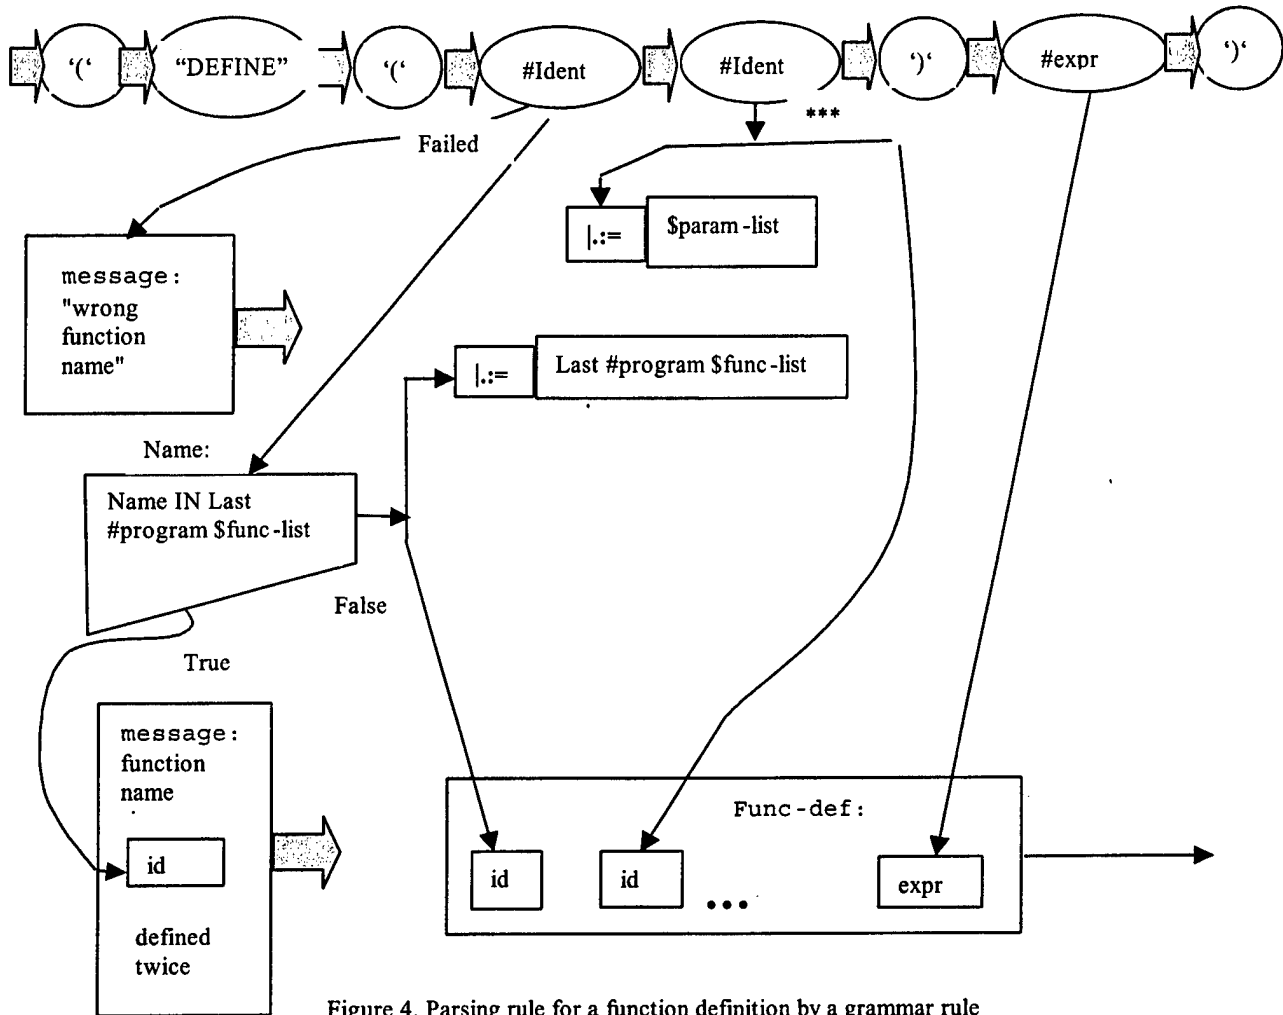 ‘(‘ “DEFINE” ‘(‘ #Ident #Ident ‘)‘ #expr ‘)‘
***
Failed
|.:= $param-list
message:
"wrong
function
name"
|.:= Last #program $func-list
Name:
Name IN Last
#program $func-list
False
True
message:
function
name
id
defined
twice
Func-def:
id id ... expr
Figure 4. Parsing rule for a function definition by a grammar rule